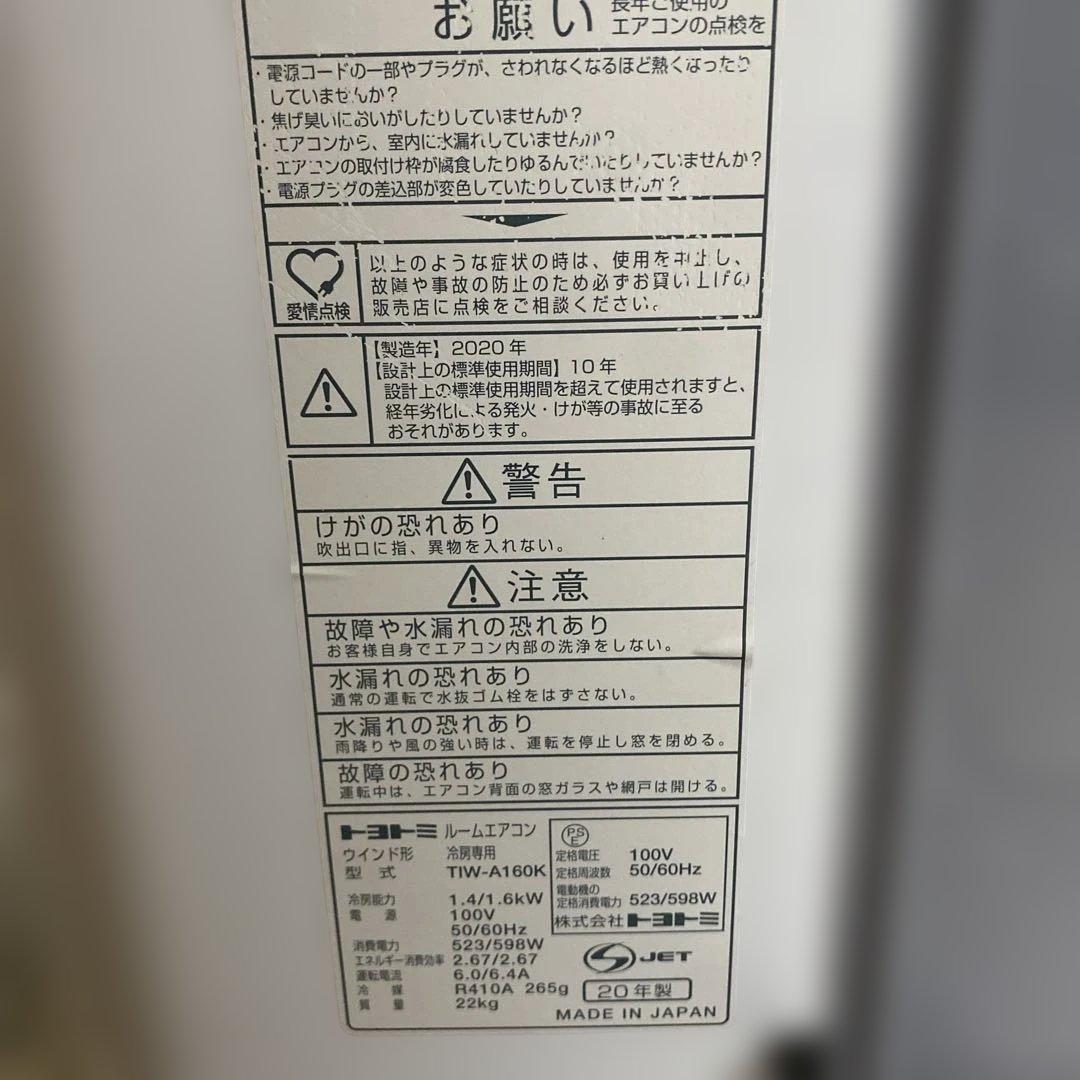 お願い
長年ご使用の
エアコンの点検を
・電源コードの一部やプラグが、さわれなくなるほど熱くなったり
していませんか?
・焦げ臭いにおいがしたりしていませんか?
・エアコンから、室内に水漏れしていませんか?
・エアコンの取付け枠が腐食したりゆるんでいたりしていませんか?
・電源プラグの差込部が変色していたりしていませんか?
愛情点検
以上のような症状の時は、使用を中止し、
故障や事故の防止のため必ずお買い上げの
販売店に点検をご相談ください。
【製造年】2020年
【設計上の標準使用期間】10年
設計上の標準使用期間を超えて使用されますと、
経年劣化による発火・けが等の事故に至る
おそれがあります。
警告
けがの恐れあり
吹出口に指、異物を入れない。
注意
故障や水漏れの恐れあり
お客様自身でエアコン内部の洗浄をしない。
水漏れの恐れあり
通常の運転で水抜ゴム栓をはずさない。
水漏れの恐れあり
雨降りや風の強い時は、運転を停止し窓を閉める。
故障の恐れあり
運転中は、エアコン背面の窓ガラスや網戸は開ける。
トヨトミ ルームエアコン
ウインド形 冷房専用
型式 TIW-A160K
冷房能力 1.4/1.6kW
電源 100V
50/60Hz
消費電力 523/598W
エネルギー消費効率 2.67/2.67
運転電流 6.0/6.4A
冷媒 R410A 265g
質量 22kg
PSE
定格電圧 100V
定格周波数 50/60Hz
電動機の
定格消費電力 523/598W
株式会社トヨトミ
JET
20年製
MADE IN JAPAN